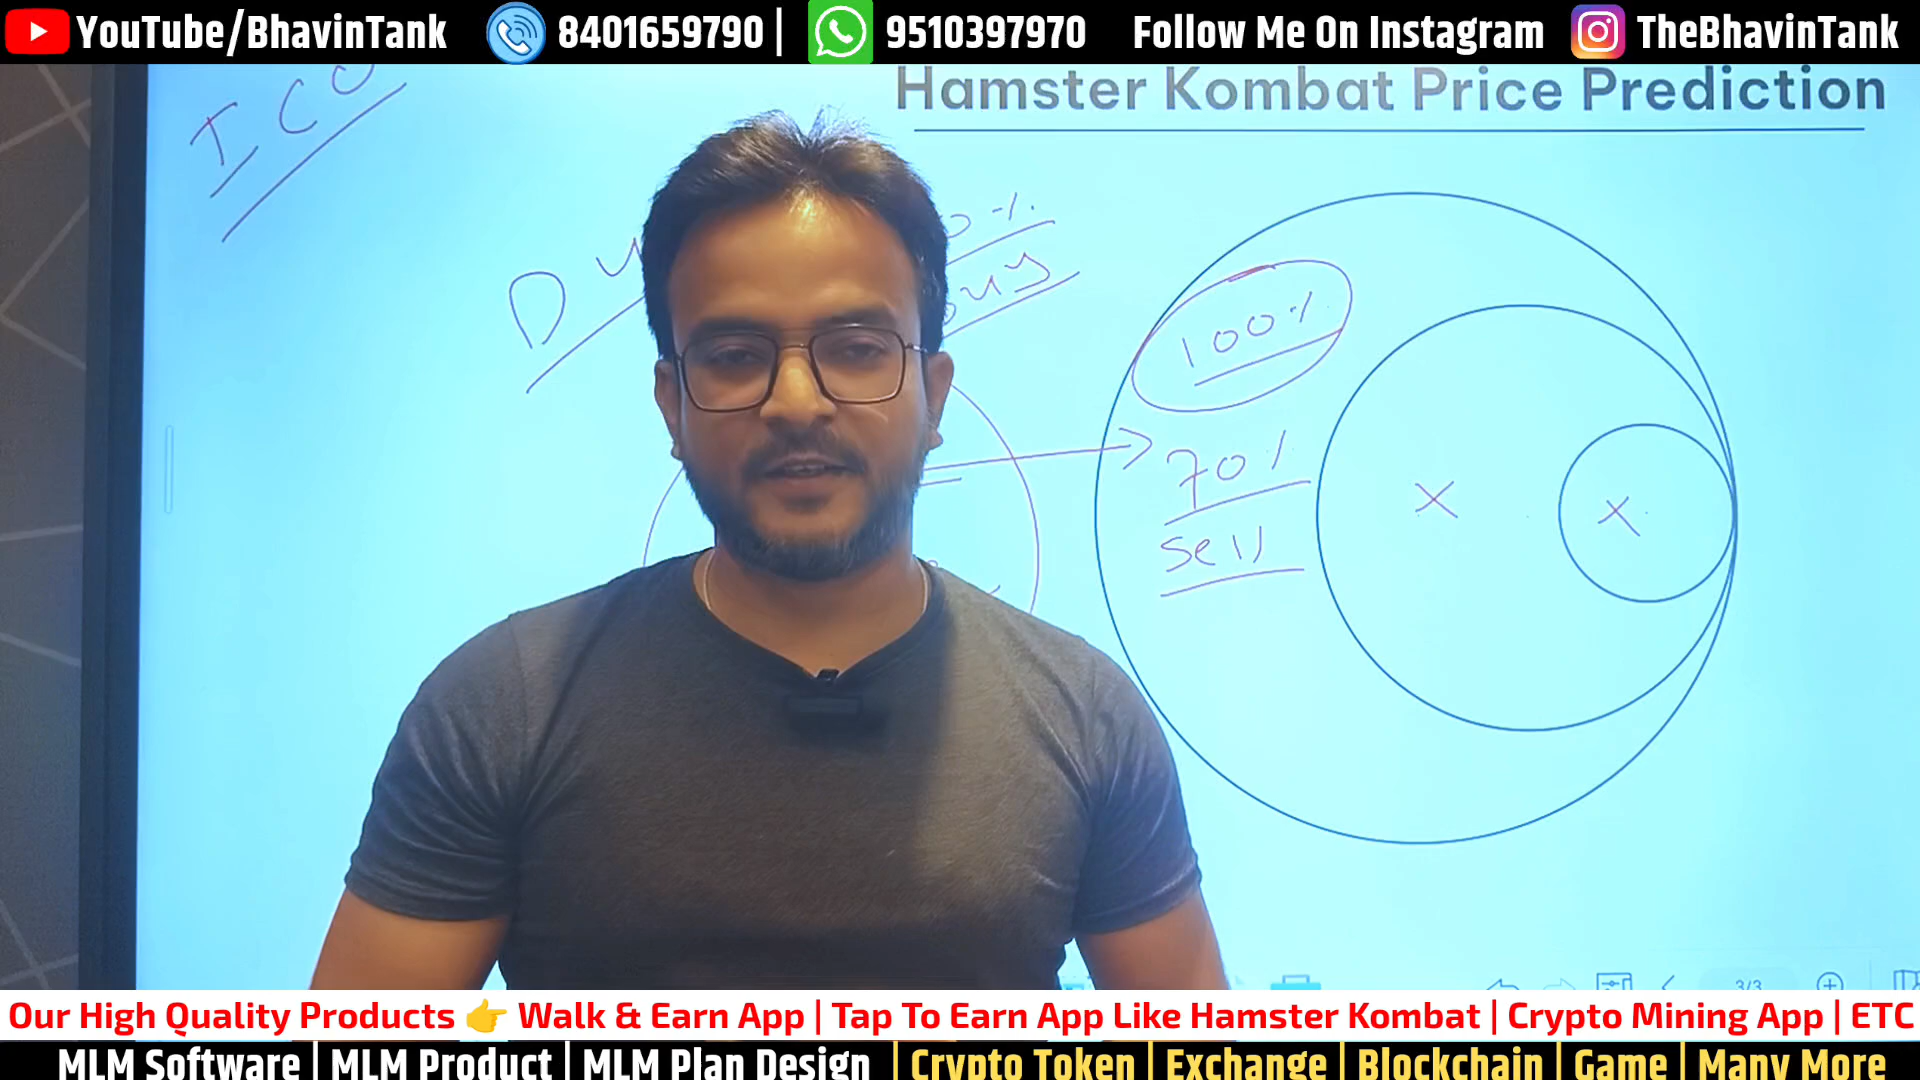 YouTube/BhavinTank 8401659790 | 9510397970 Follow Me On Instagram TheBhavinTank
Hamster Kombat Price Prediction
ICO
100%
70%
sell
X X
3/3
Our High Quality Products 👉 Walk & Earn App | Tap To Earn App Like Hamster Kombat | Crypto Mining App | ETC
MLM Software | MLM Product | MLM Plan Design | Crypto Token | Exchange | Blockchain | Game | Many More